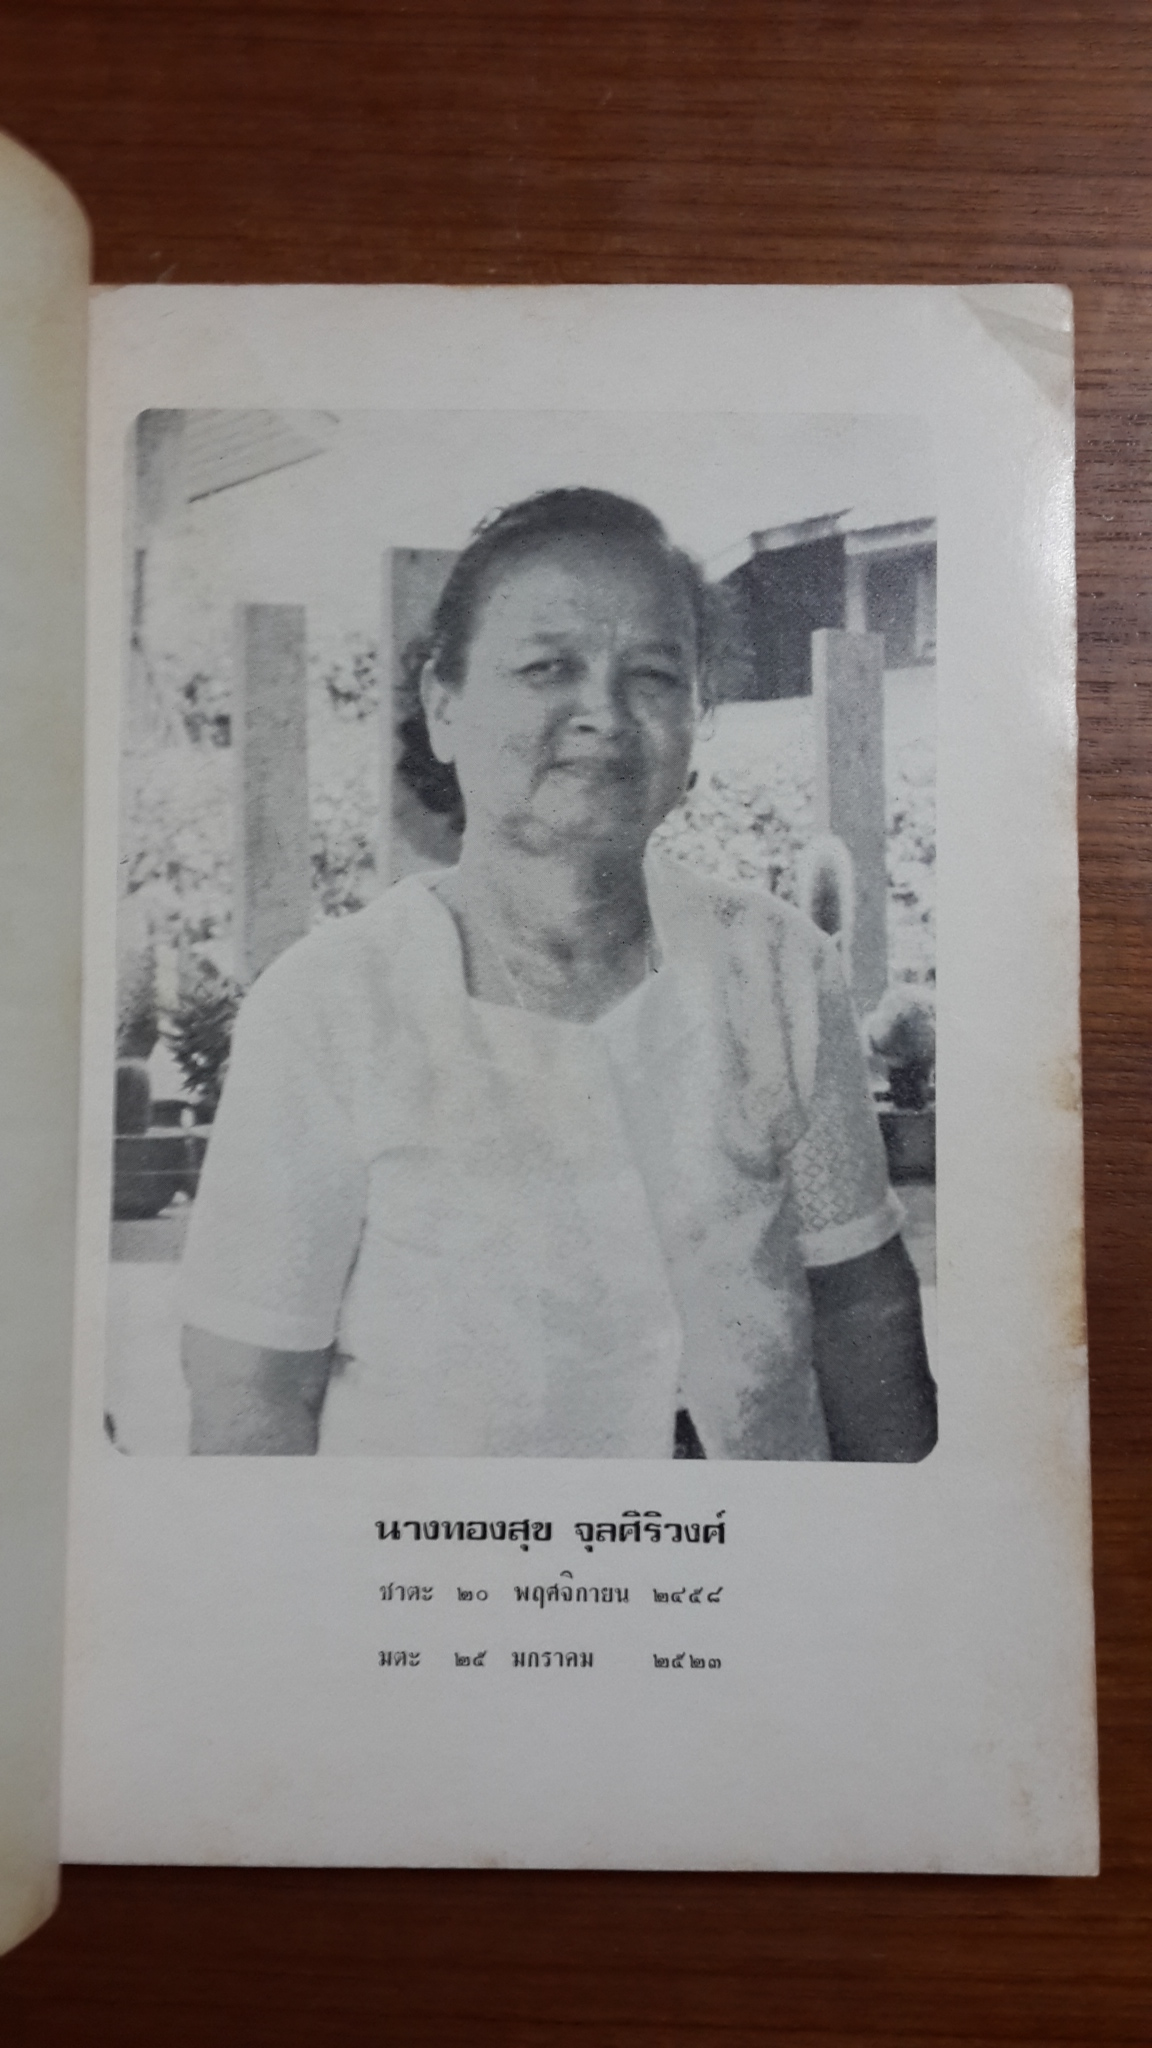 นางทองสุข จุลศิริวงศ์
ชาตะ ๒๐ พฤศจิกายน ๒๔๕๘
มตะ ๒๕ มกราคม ๒๕๒๓